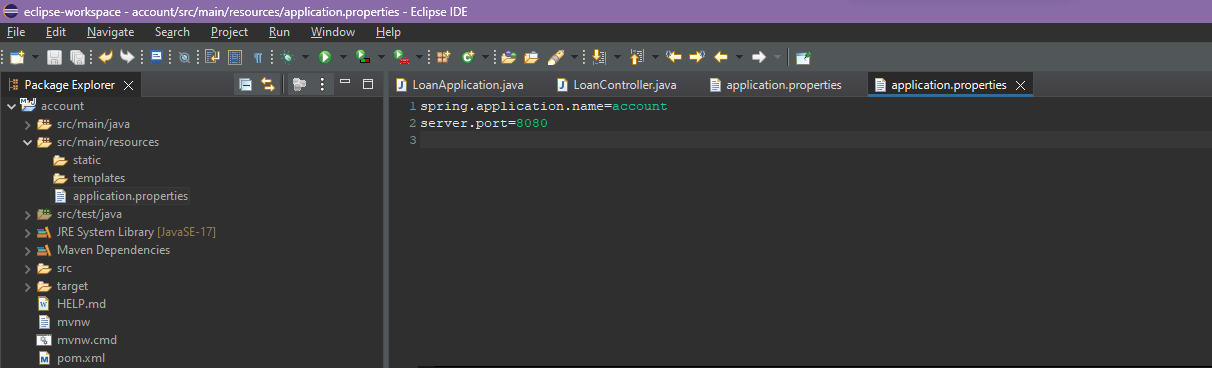 eclipse-workspace - account/src/main/resources/application.properties - Eclipse IDE
File Edit Navigate Search Project Run Window Help
Package Explorer
LoanApplication.java LoanController.java application.properties application.properties
account
src/main/java
src/main/resources
static
templates
application.properties
src/test/java
JRE System Library [JavaSE-17]
Maven Dependencies
src
target
HELP.md
mvnw
mvnw.cmd
pom.xml
1 spring.application.name=account
2 server.port=8080
3